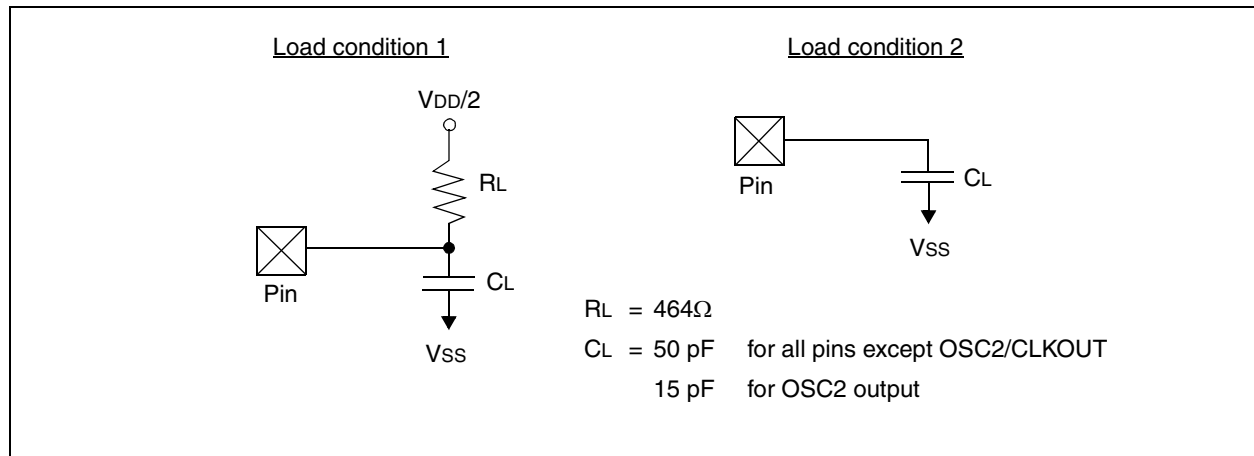 Load condition 1
VDD/2
RL
Pin
CL
VSS
Load condition 2
Pin
CL
VSS
RL = 464Ω
CL = 50 pF for all pins except OSC2/CLKOUT
15 pF for OSC2 output